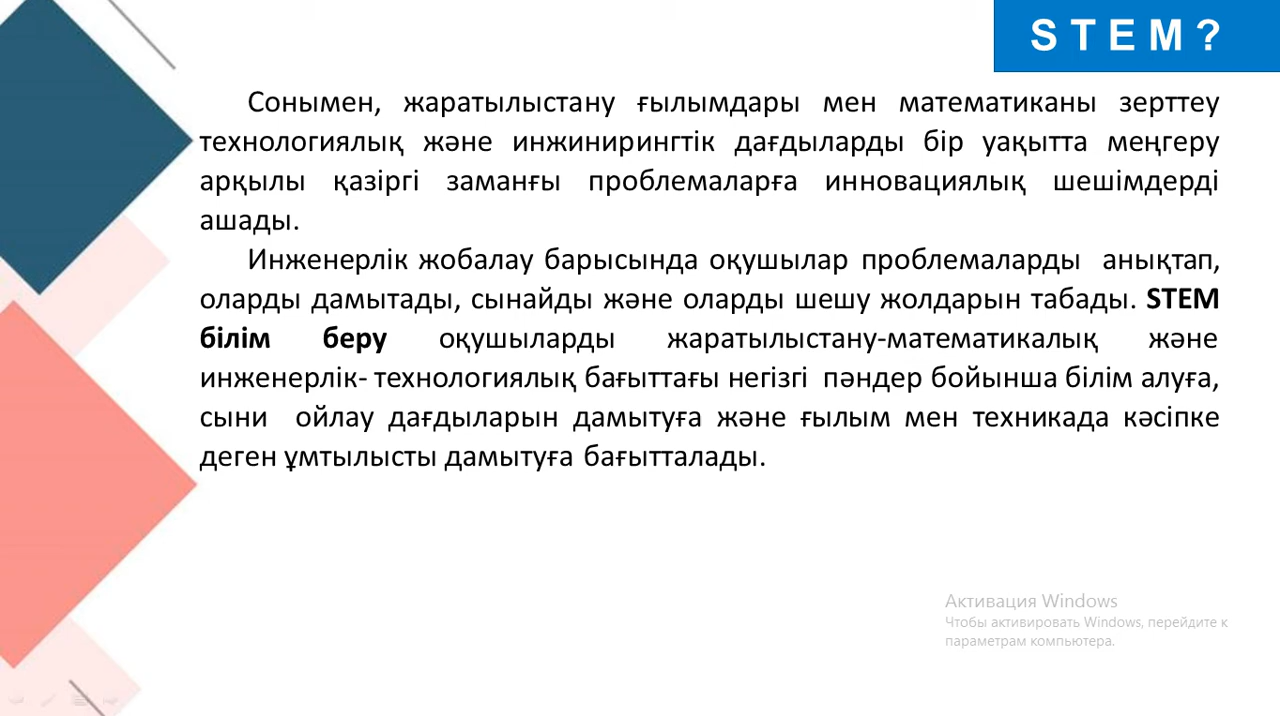 STEM?
Сонымен, жаратылыстану ғылымдары мен математиканы зерттеу
технологиялық және инжинирингтік дағдыларды бір уақытта меңгеру
арқылы қазіргі заманғы проблемаларға инновациялық шешімдерді
ашады.
Инженерлік жобалау барысында оқушылар проблемаларды анықтап,
оларды дамытады, сынайды және оларды шешу жолдарын табады. STEM
білім беру оқушыларды жаратылыстану-математикалық және
инженерлік- технологиялық бағыттағы негізгі пәндер бойынша білім алуға,
сыни ойлау дағдыларын дамытуға және ғылым мен техникада кәсіпке
деген ұмтылысты дамытуға бағытталады.
Активация Windows
Чтобы активировать Windows, перейдите к
параметрам компьютера.